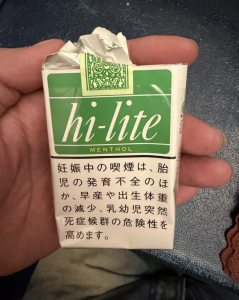 hi-lite
MENTHOL
妊娠中の喫煙は、胎
児の発育不全のほ
か、早産や出生体重
の減少、乳幼児突然
死症候群の危険性を
高めます。